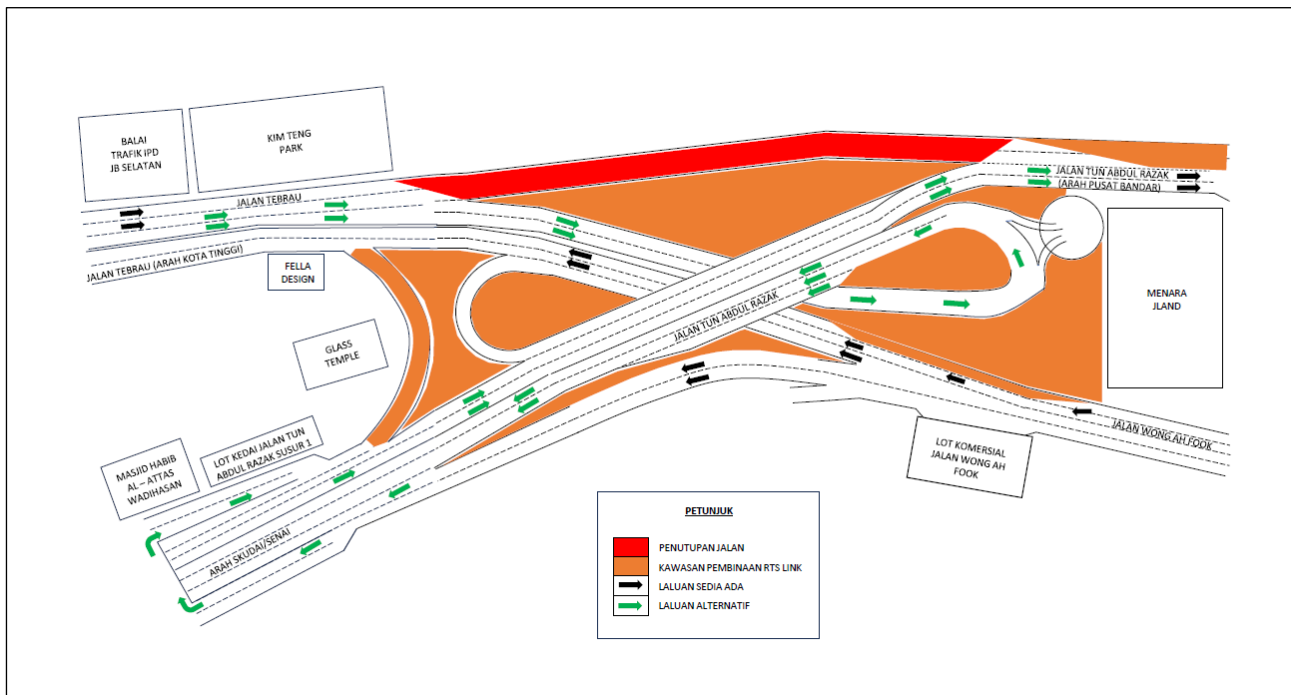 BALAI
TRAFIK IPD
JB SELATAN
KIM TENG
PARK
JALAN TEBRAU
JALAN TUN ABDUL RAZAK
(ARAH PUSAT BANDAR)
JALAN TEBRAU (ARAH KOTA TINGGI)
FELLA
DESIGN
MENARA
JLAND
JALAN TUN ABDUL RAZAK
GLASS
TEMPLE
JALAN WONG AH FOOK
LOT KOMERSIAL
JALAN WONG AH
FOOK
MASJID HABIB
AL – ATTAS
WADIHASAN
LOT KEDAI JALAN TUN
ABDUL RAZAK SUSUR 1
ARAH SKUDAI/SENAI
PETUNJUK
PENUTUPAN JALAN
KAWASAN PEMBINAAN RTS LINK
LALUAN SEDIA ADA
LALUAN ALTERNATIF